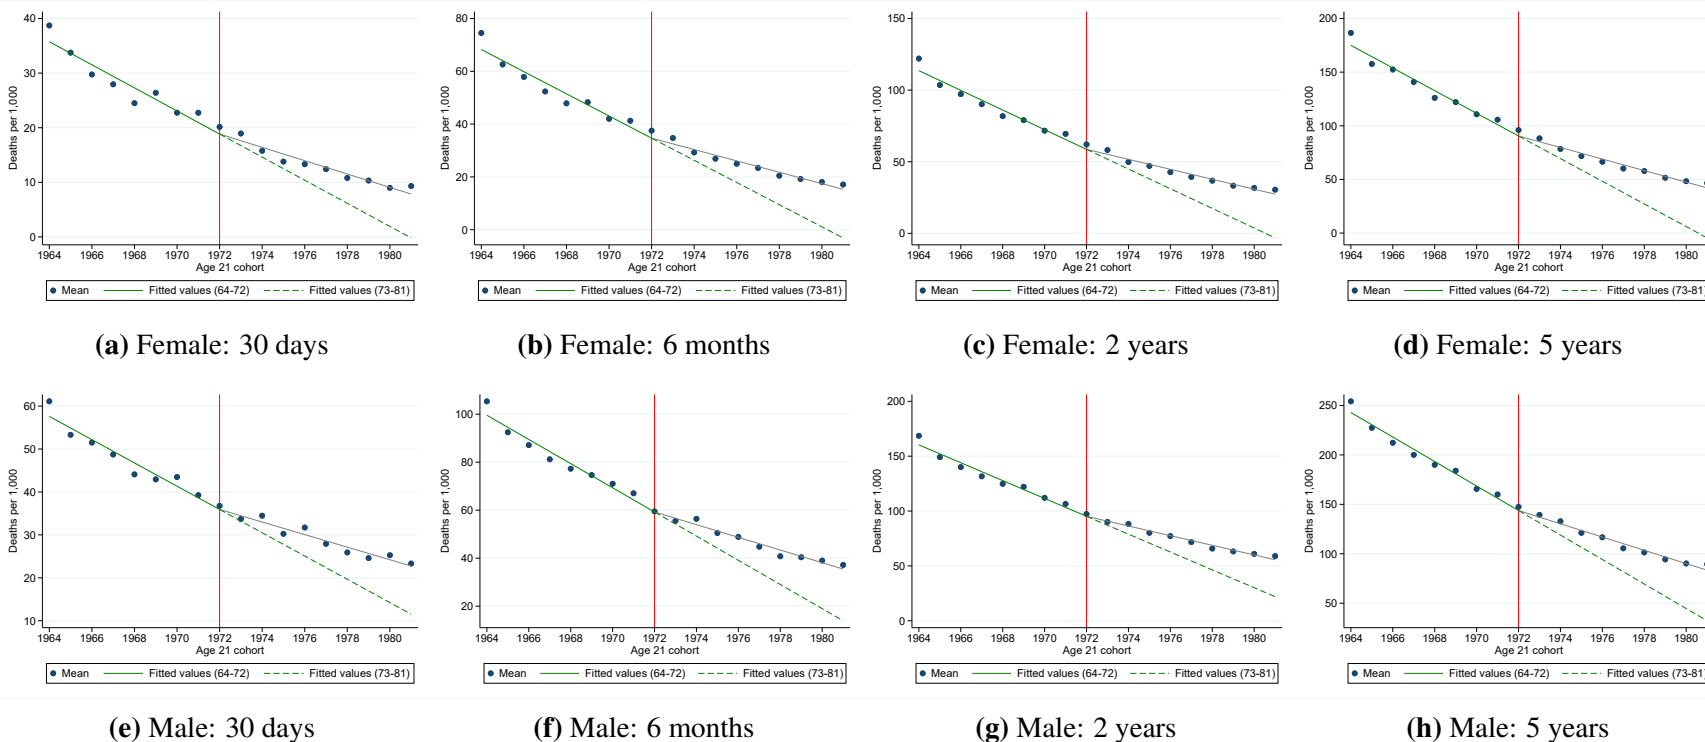 Deaths per 1,000
40
30
20
10
0
1964 1966 1968 1970 1972 1974 1976 1978 1980
Age 21 cohort
Mean Fitted values (64-72) Fitted values (73-81)
(a) Female: 30 days
Deaths per 1,000
80
60
40
20
0
1964 1966 1968 1970 1972 1974 1976 1978 1980
Age 21 cohort
Mean Fitted values (64-72) Fitted values (73-81)
(b) Female: 6 months
Deaths per 1,000
150
100
50
0
1964 1966 1968 1970 1972 1974 1976 1978 1980
Age 21 cohort
Mean Fitted values (64-72) Fitted values (73-81)
(c) Female: 2 years
Deaths per 1,000
200
150
100
50
0
1964 1966 1968 1970 1972 1974 1976 1978 1980
Age 21 cohort
Mean Fitted values (64-72) Fitted values (73-81)
(d) Female: 5 years
Deaths per 1,000
60
50
40
30
20
10
1964 1966 1968 1970 1972 1974 1976 1978 1980
Age 21 cohort
Mean Fitted values (64-72) Fitted values (73-81)
(e) Male: 30 days
Deaths per 1,000
100
80
60
40
20
1964 1966 1968 1970 1972 1974 1976 1978 1980
Age 21 cohort
Mean Fitted values (64-72) Fitted values (73-81)
(f) Male: 6 months
Deaths per 1,000
200
150
100
50
0
1964 1966 1968 1970 1972 1974 1976 1978 1980
Age 21 cohort
Mean Fitted values (64-72) Fitted values (73-81)
(g) Male: 2 years
Deaths per 1,000
250
200
150
100
50
1964 1966 1968 1970 1972 1974 1976 1978 1980
Age 21 cohort
Mean Fitted values (64-72) Fitted values (73-81)
(h) Male: 5 years